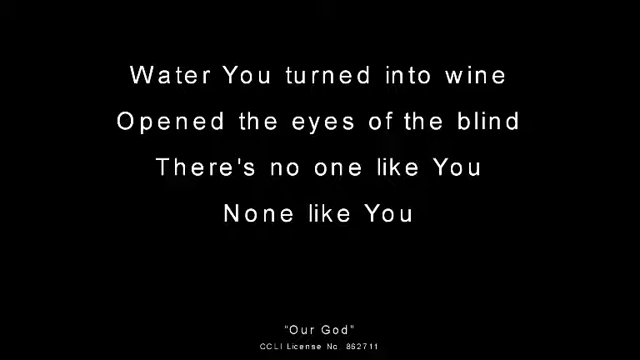 Water You turned into wine
Opened the eyes of the blind
There's no one like You
None like You
"Our God"
CCLI License No. 862711